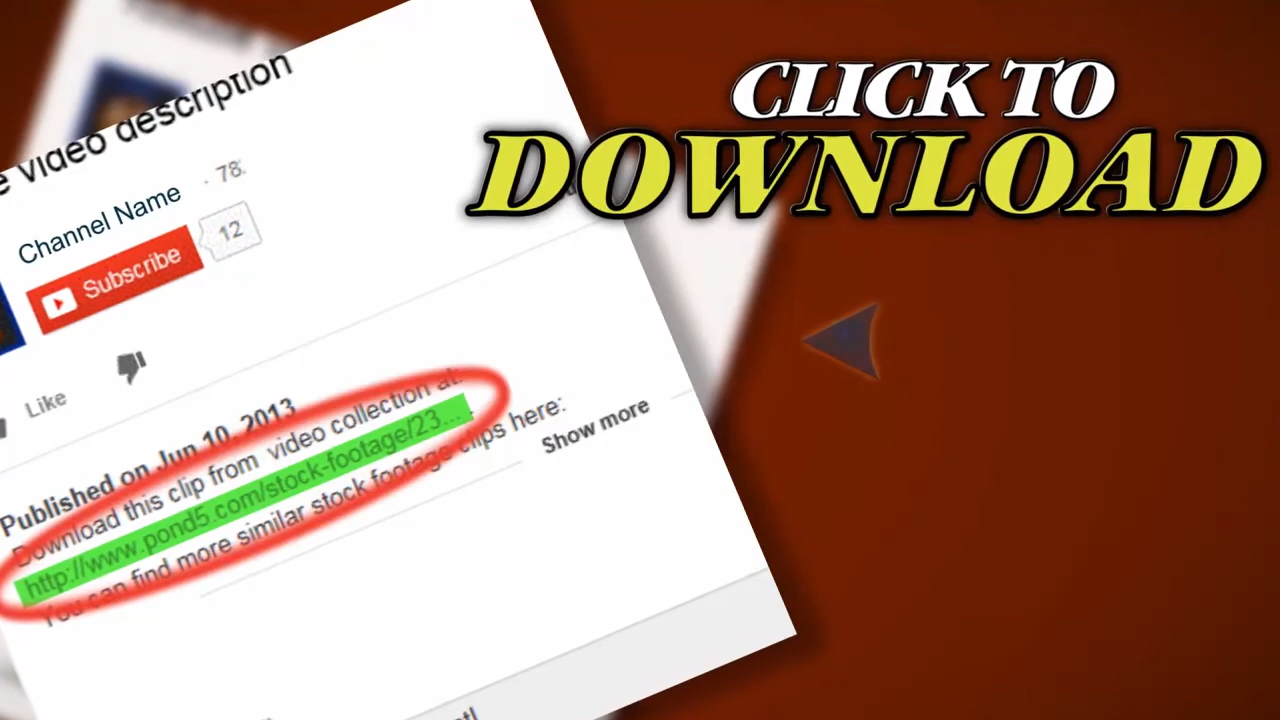 CLICK TO
DOWNLOAD
video description
Channel Name
78
Subscribe
12
Like
Published on Jun 10, 2013
Download this clip from video collection at:
http://www.pond5.com/stock-footage/23...
You can find more similar stock footage clips here:
Show more